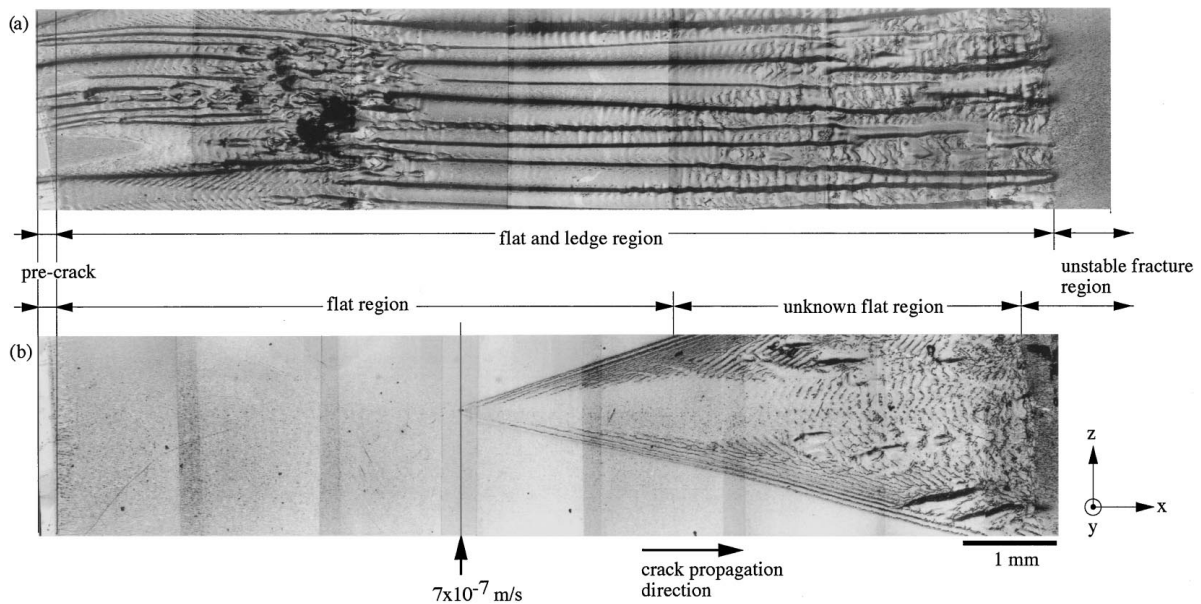 (a)
flat and ledge region
pre-crack
unstable fracture
region
flat region
unknown flat region
(b)
z
x
y
1 mm
crack propagation
direction
7x10⁻⁷ m/s